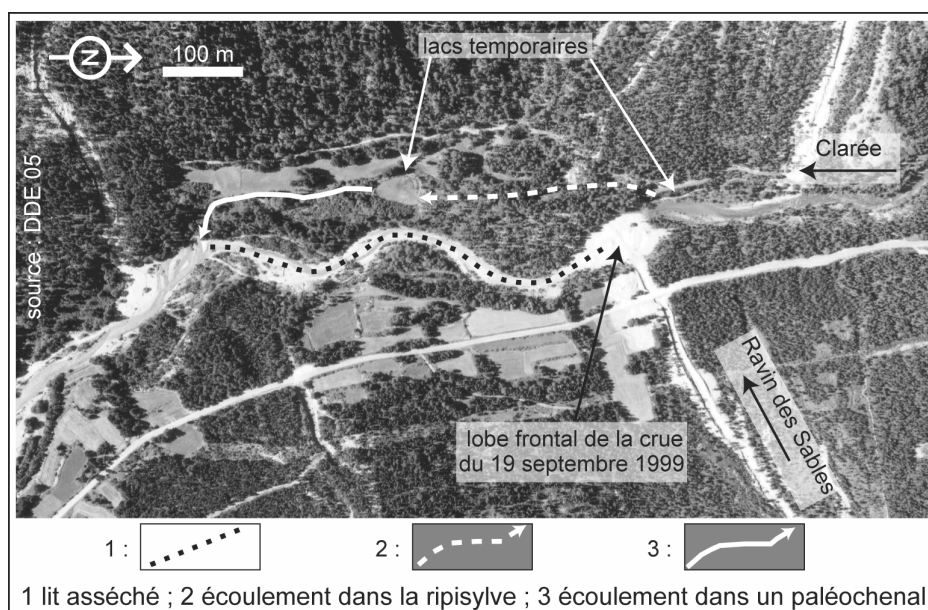 N
100 m
lacs temporaires
Clarée
source : DDE 05
Ravin des Sables
lobe frontal de la crue
du 19 septembre 1999
1 :
2 :
3 :
1 lit asséché ; 2 écoulement dans la ripisylve ; 3 écoulement dans un paléochenal